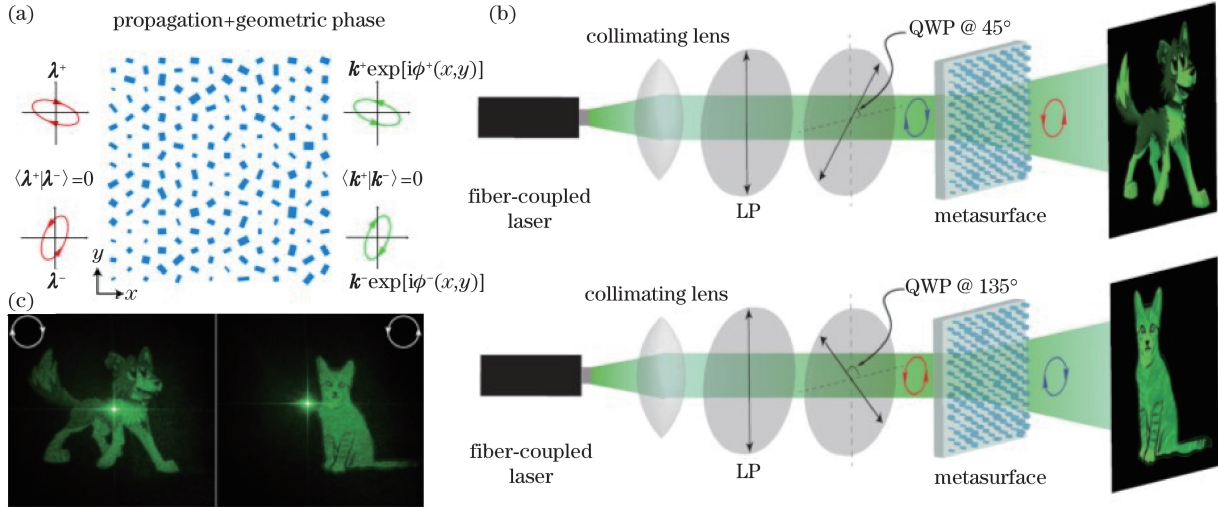 (a)
propagation+geometric phase
λ⁺
k⁺exp[iϕ⁺(x,y)]
⟨λ⁺|λ⁻⟩=0
⟨k⁺|k⁻⟩=0
λ⁻
k⁻exp[iϕ⁻(x,y)]
y
x
(b)
collimating lens
QWP @ 45°
fiber-coupled
laser
LP
metasurface
collimating lens
QWP @ 135°
fiber-coupled
laser
LP
metasurface
(c)